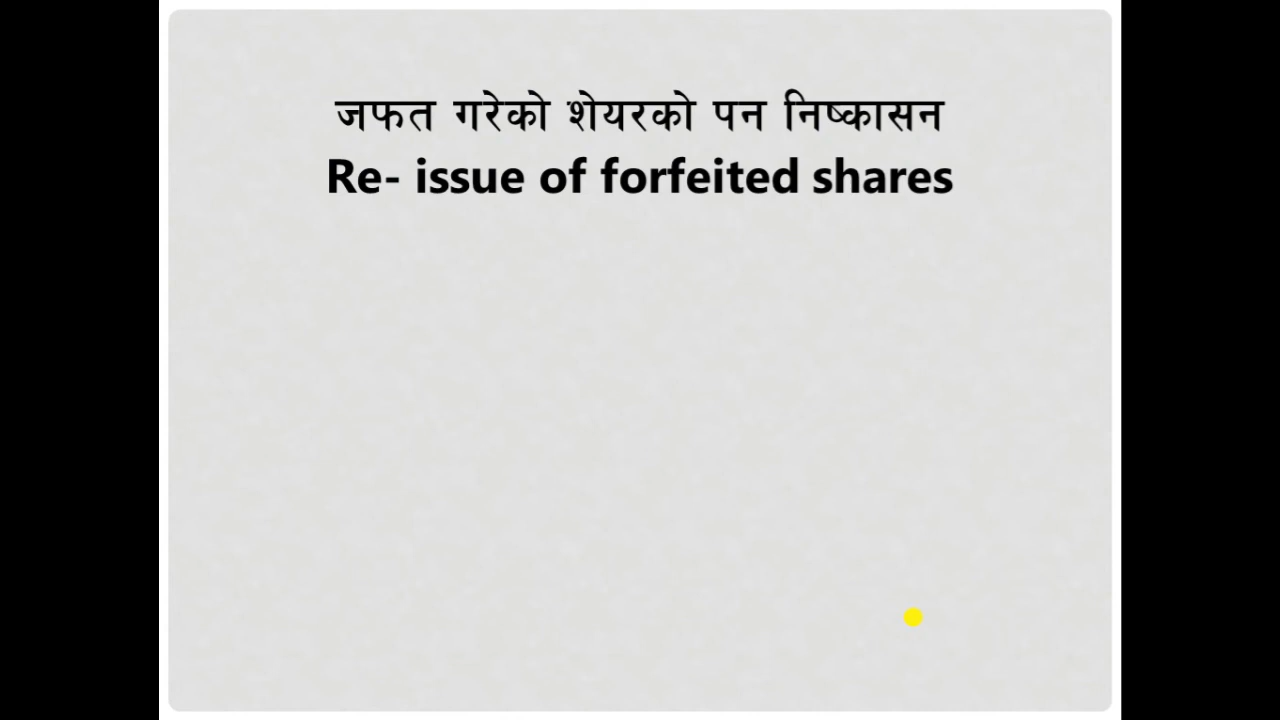 जफत गरेको शेयरको पन निष्कासन
Re- issue of forfeited shares